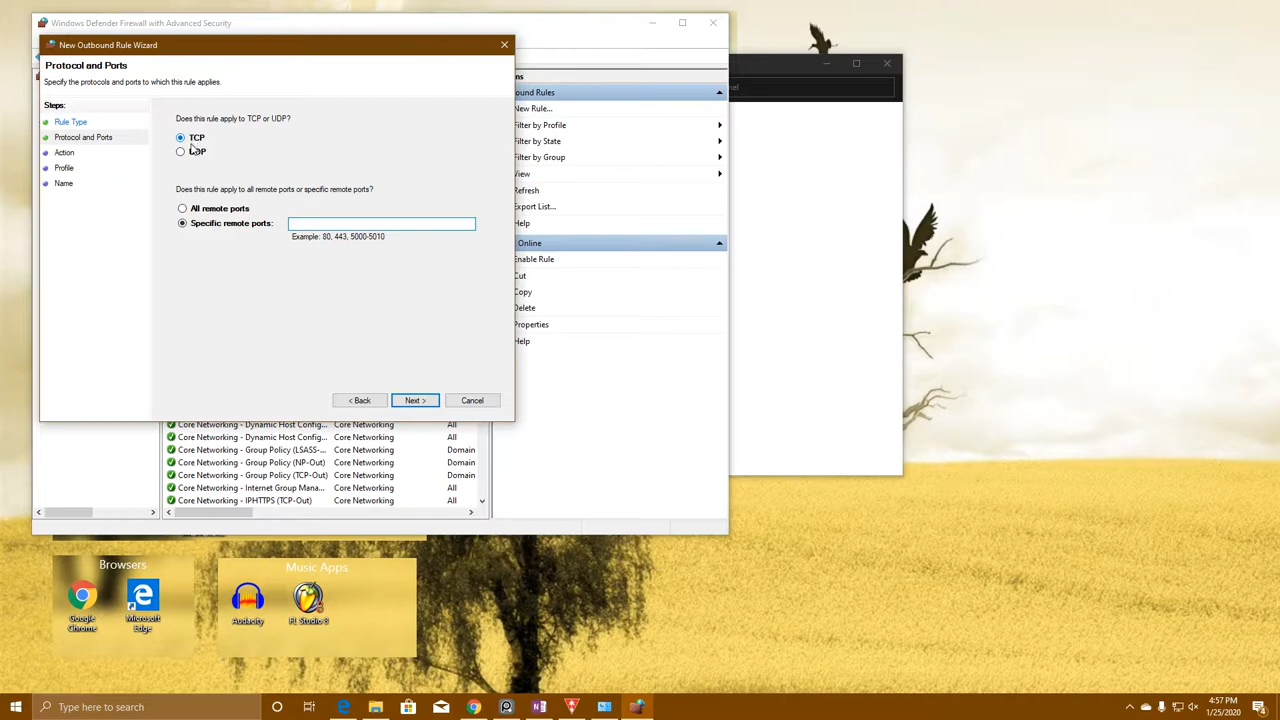 Windows Defender Firewall with Advanced Security
New Outbound Rule Wizard
Protocol and Ports
Specify the protocols and ports to which this rule applies.
Steps:
Rule Type
Protocol and Ports
Action
Profile
Name
Does this rule apply to TCP or UDP?
TCP
UDP
Does this rule apply to all remote ports or specific remote ports?
All remote ports
Specific remote ports:
Example: 80, 443, 5000-5010
< Back
Next >
Cancel
ns
ound Rules
New Rule...
Filter by Profile
Filter by State
Filter by Group
View
Refresh
Export List...
Help
Online
Enable Rule
Cut
Copy
Delete
Properties
Help
nel
Core Networking - Dynamic Host Config... Core Networking All
Core Networking - Dynamic Host Config... Core Networking All
Core Networking - Group Policy (LSASS-... Core Networking Domain
Core Networking - Group Policy (NP-Out) Core Networking Domain
Core Networking - Group Policy (TCP-Out) Core Networking Domain
Core Networking - Internet Group Mana... Core Networking All
Core Networking - IPHTTPS (TCP-Out) Core Networking All
Browsers
Google Chrome
Microsoft Edge
Music Apps
Audacity
FL Studio 8
Type here to search
4:57 PM
1/25/2020
4